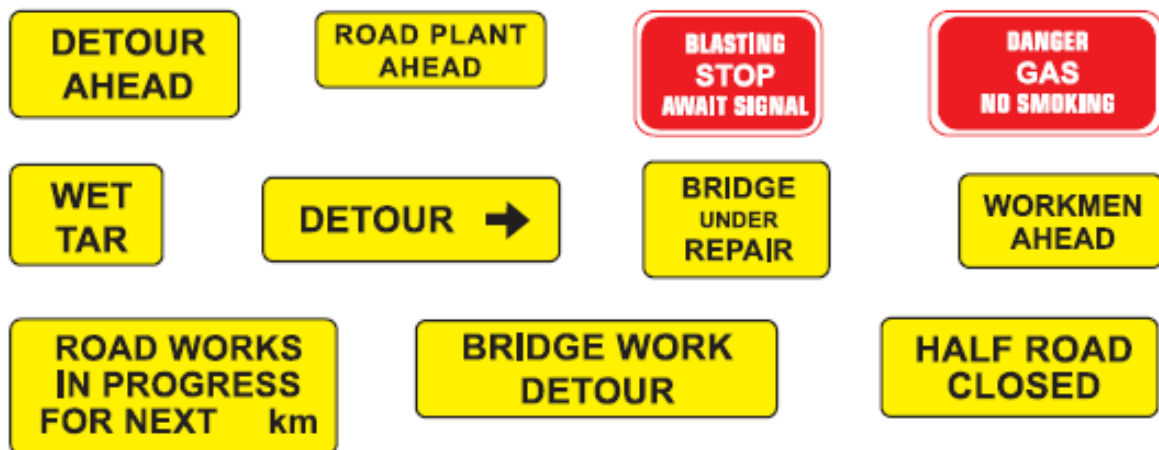 DETOUR
AHEAD
ROAD PLANT
AHEAD
BLASTING
STOP
AWAIT SIGNAL
DANGER
GAS
NO SMOKING
WET
TAR
DETOUR
BRIDGE
UNDER
REPAIR
WORKMEN
AHEAD
ROAD WORKS
IN PROGRESS
FOR NEXT km
BRIDGE WORK
DETOUR
HALF ROAD
CLOSED